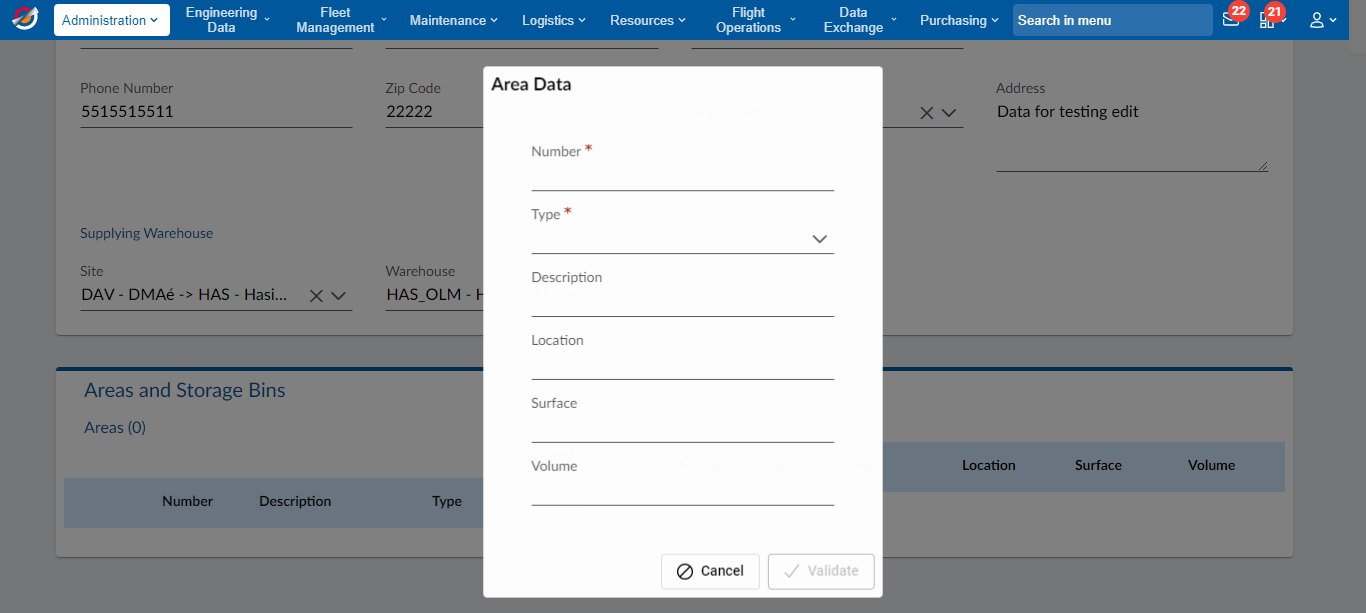 Administration
Engineering
Data
Fleet
Management
Maintenance
Logistics
Resources
Flight
Operations
Data
Exchange
Purchasing
Search in menu
22
21
Phone Number
5515515511
Zip Code
22222
Address
Data for testing edit
Supplying Warehouse
Site
DAV - DMAé -> HAS - Hasi...
Warehouse
HAS_OLM - H
Areas and Storage Bins
Areas (0)
Number Description Type
Location Surface Volume
Area Data
Number *
Type *
Description
Location
Surface
Volume
Cancel
Validate